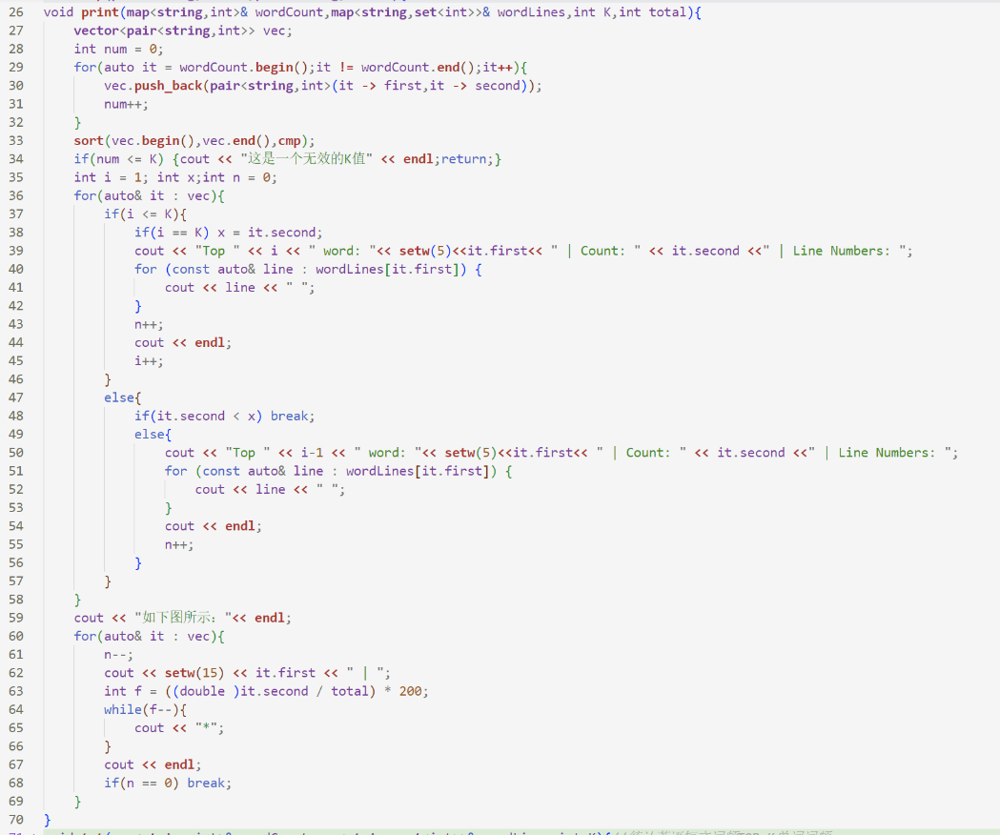 26 void print(map<string,int>& wordCount,map<string,set<int>>& wordLines,int K,int total){
27     vector<pair<string,int>> vec;
28     int num = 0;
29     for(auto it = wordCount.begin();it != wordCount.end();it++){
30         vec.push_back(pair<string,int>(it -> first,it -> second));
31         num++;
32     }
33     sort(vec.begin(),vec.end(),cmp);
34     if(num <= K) {cout << "这是一个无效的K值" << endl;return;}
35     int i = 1; int x;int n = 0;
36     for(auto& it : vec){
37         if(i <= K){
38             if(i == K) x = it.second;
39             cout << "Top " << i << " word: "<< setw(5)<<it.first<< " | Count: " << it.second <<" | Line Numbers: ";
40             for (const auto& line : wordLines[it.first]) {
41                 cout << line << " ";
42             }
43             n++;
44             cout << endl;
45             i++;
46         }
47         else{
48             if(it.second < x) break;
49             else{
50                 cout << "Top " << i-1 << " word: "<< setw(5)<<it.first<< " | Count: " << it.second <<" | Line Numbers: ";
51                 for (const auto& line : wordLines[it.first]) {
52                     cout << line << " ";
53                 }
54                 cout << endl;
55                 n++;
56             }
57         }
58     }
59     cout << "如下图所示："<< endl;
60     for(auto& it : vec){
61         n--;
62         cout << setw(15) << it.first << " | ";
63         int f = ((double )it.second / total) * 200;
64         while(f--){
65             cout << "*";
66         }
67         cout << endl;
68         if(n == 0) break;
69     }
70 }